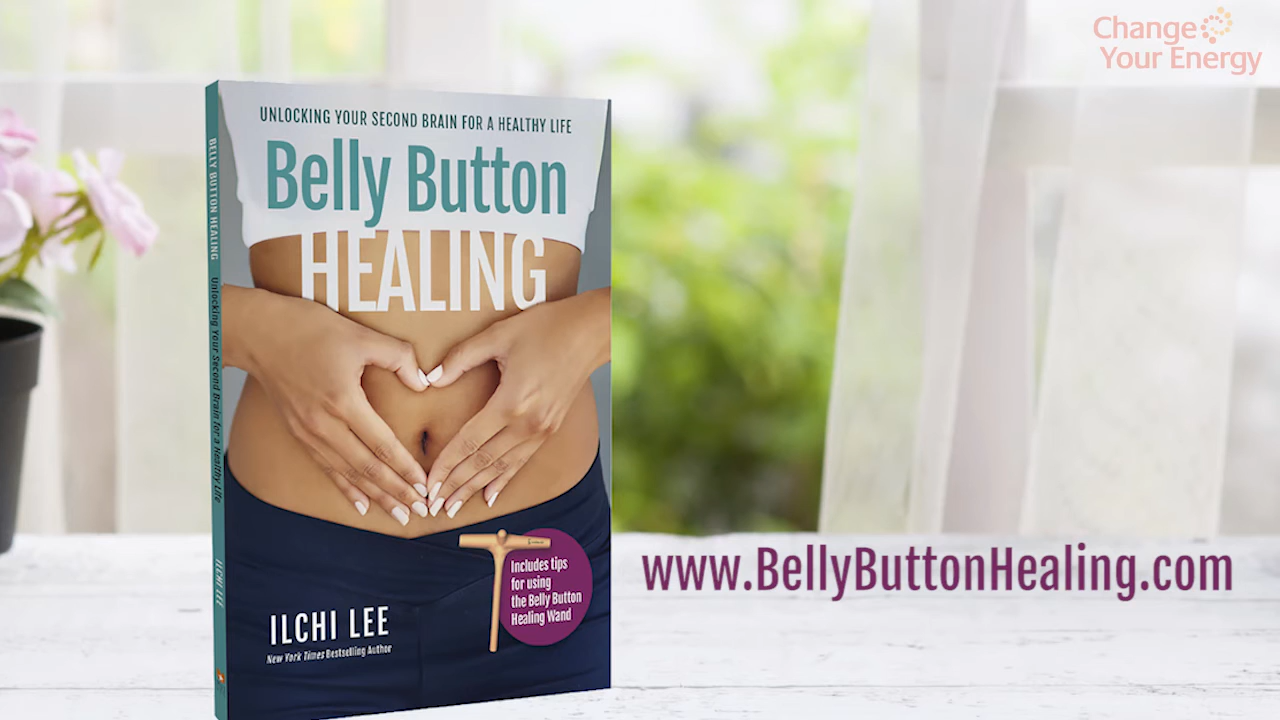 Change
Your Energy
UNLOCKING YOUR SECOND BRAIN FOR A HEALTHY LIFE
Belly Button
HEALING
Includes tips
for using
the Belly Button
Healing Wand
ILCHI LEE
New York Times Bestselling Author
BELLY BUTTON HEALING Unlocking Your Second Brain for a Healthy Life ILCHI LEE
www.BellyButtonHealing.com